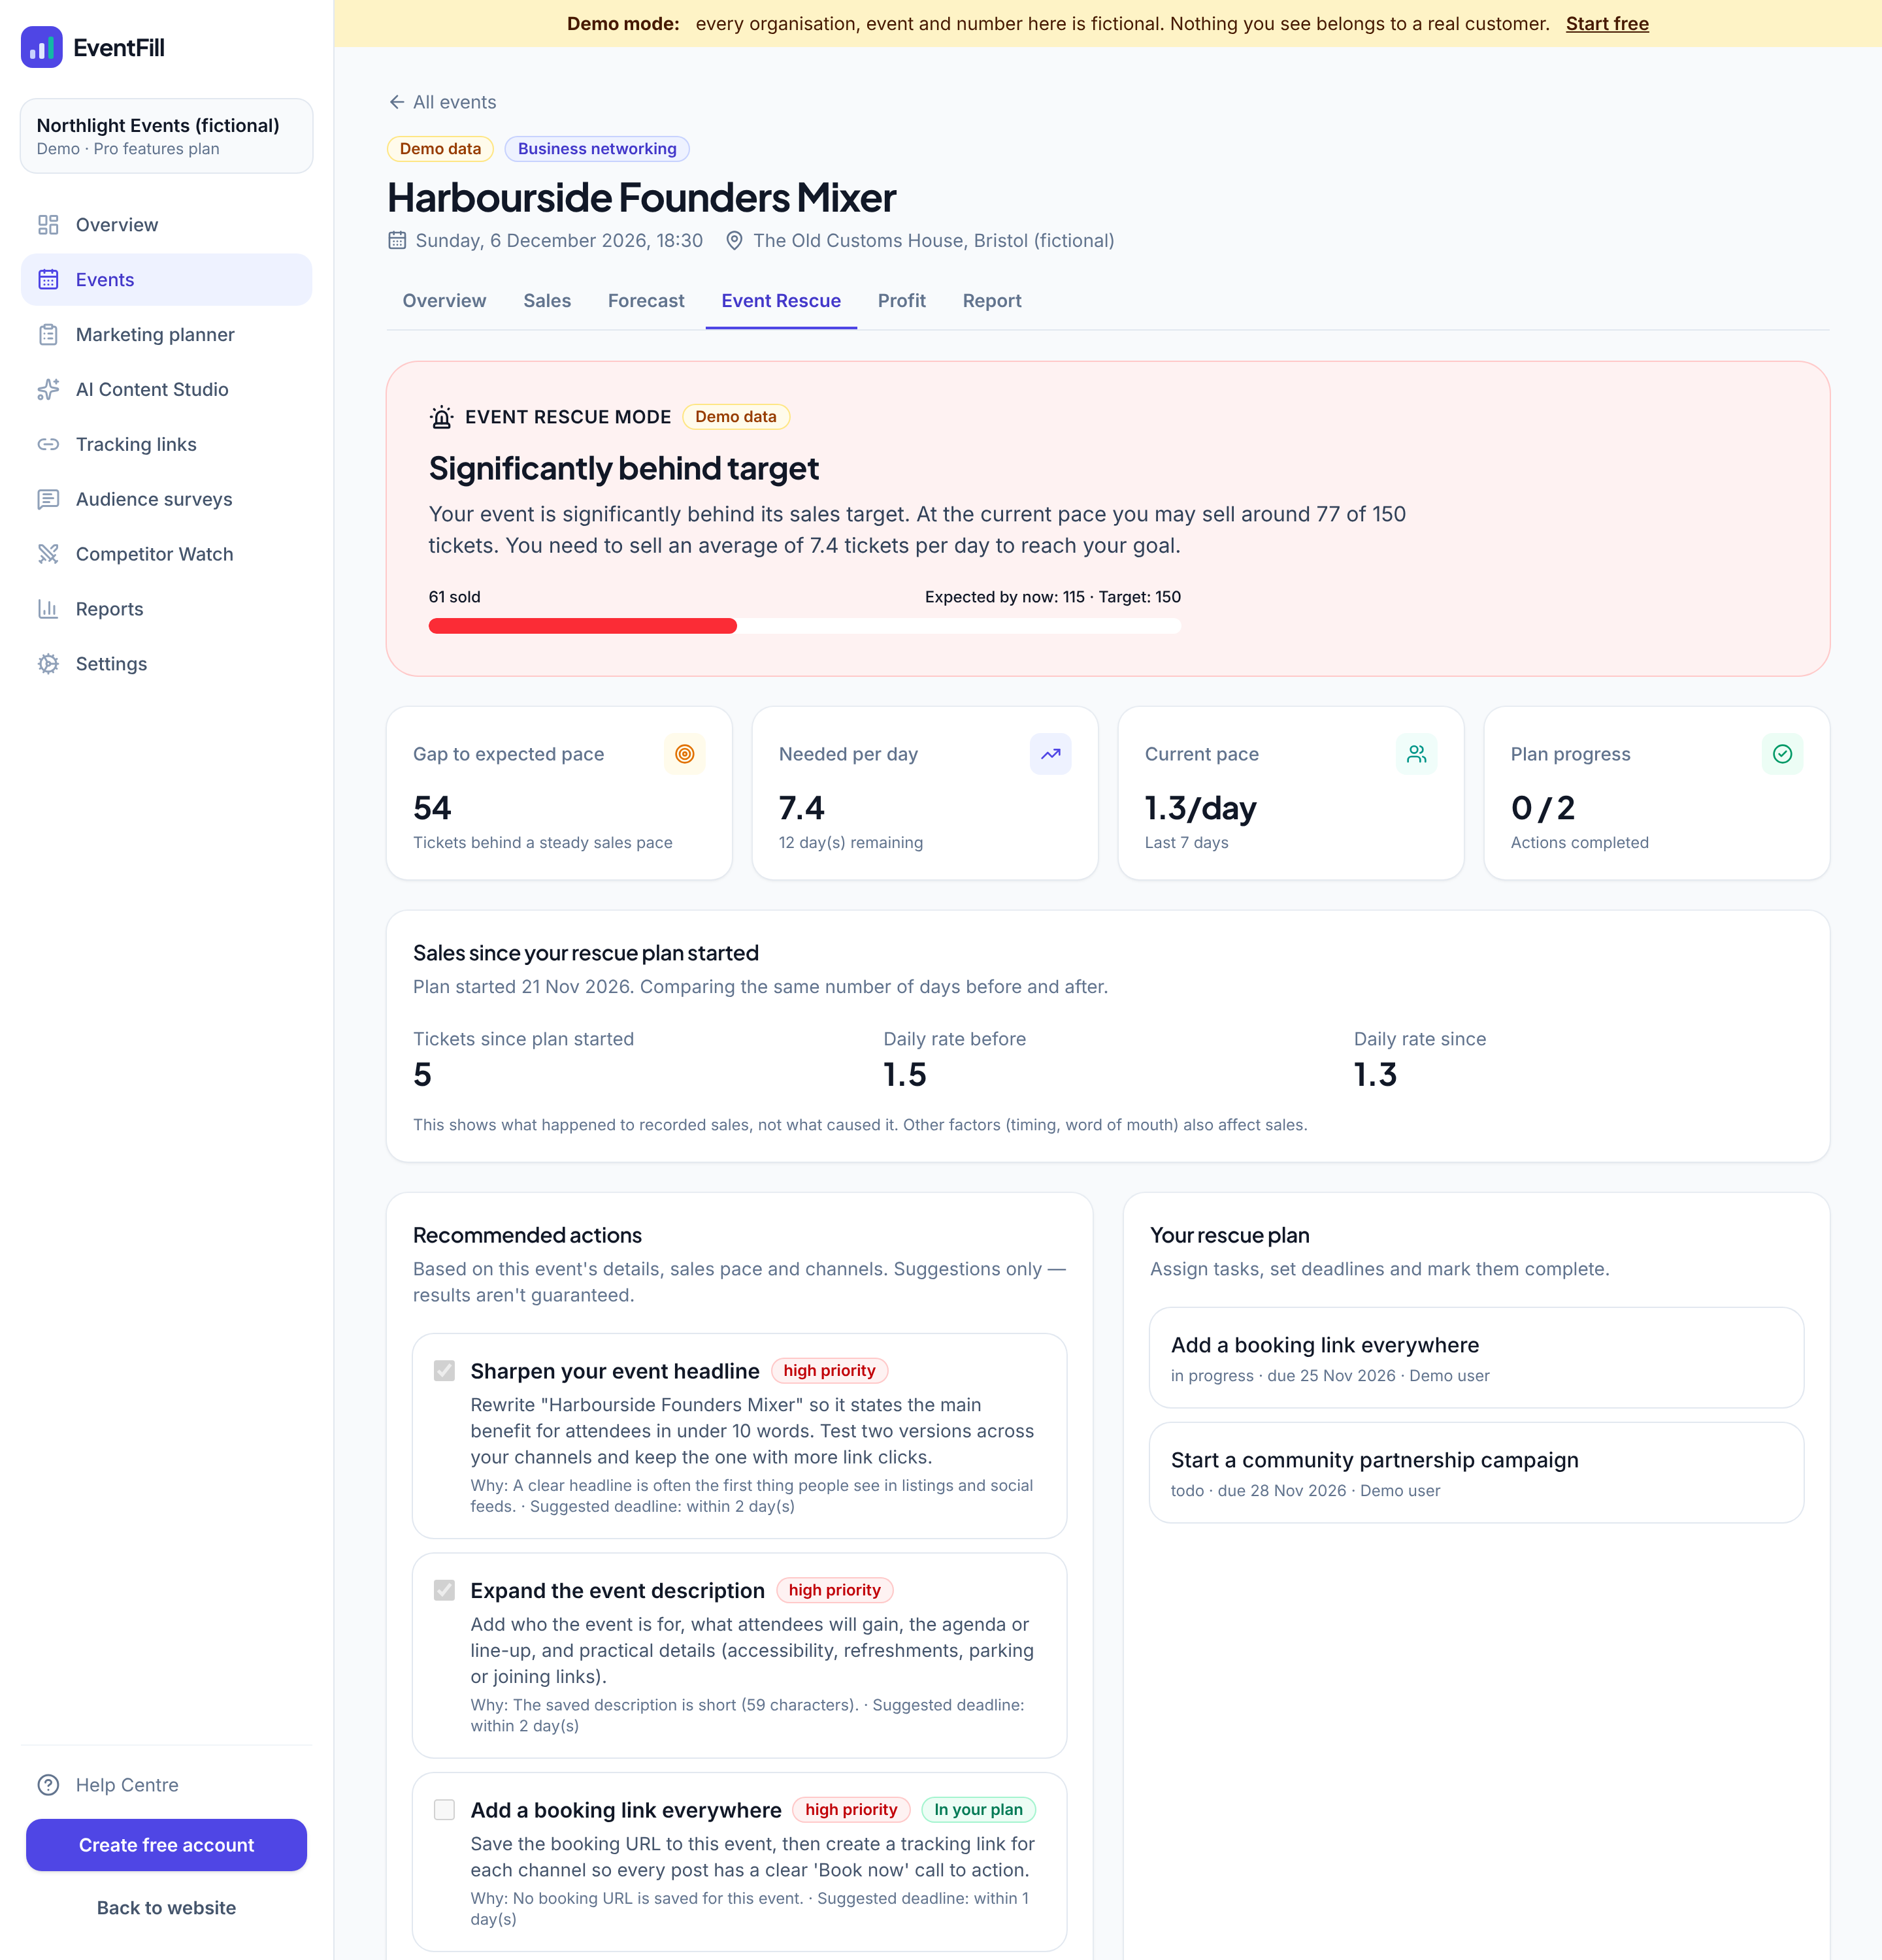 EventFill
Northlight Events (fictional)
Demo · Pro features plan
Overview
Events
Marketing planner
AI Content Studio
Tracking links
Audience surveys
Competitor Watch
Reports
Settings
Help Centre
Create free account
Back to website
Demo mode: every organisation, event and number here is fictional. Nothing you see belongs to a real customer. Start free
All events
Demo data Business networking
Harbourside Founders Mixer
Sunday, 6 December 2026, 18:30 The Old Customs House, Bristol (fictional)
Overview Sales Forecast Event Rescue Profit Report
EVENT RESCUE MODE Demo data
Significantly behind target
Your event is significantly behind its sales target. At the current pace you may sell around 77 of 150
tickets. You need to sell an average of 7.4 tickets per day to reach your goal.
61 sold Expected by now: 115 · Target: 150
Gap to expected pace
54
Tickets behind a steady sales pace
Needed per day
7.4
12 day(s) remaining
Current pace
1.3/day
Last 7 days
Plan progress
0 / 2
Actions completed
Sales since your rescue plan started
Plan started 21 Nov 2026. Comparing the same number of days before and after.
Tickets since plan started
5
Daily rate before
1.5
Daily rate since
1.3
This shows what happened to recorded sales, not what caused it. Other factors (timing, word of mouth) also affect sales.
Recommended actions
Based on this event's details, sales pace and channels. Suggestions only —
results aren't guaranteed.
Sharpen your event headline high priority
Rewrite "Harbourside Founders Mixer" so it states the main
benefit for attendees in under 10 words. Test two versions across
your channels and keep the one with more link clicks.
Why: A clear headline is often the first thing people see in listings and social
feeds. · Suggested deadline: within 2 day(s)
Expand the event description high priority
Add who the event is for, what attendees will gain, the agenda or
line-up, and practical details (accessibility, refreshments, parking
or joining links).
Why: The saved description is short (59 characters). · Suggested deadline:
within 2 day(s)
Add a booking link everywhere high priority In your plan
Save the booking URL to this event, then create a tracking link for
each channel so every post has a clear 'Book now' call to action.
Why: No booking URL is saved for this event. · Suggested deadline: within 1
day(s)
Your rescue plan
Assign tasks, set deadlines and mark them complete.
Add a booking link everywhere
in progress · due 25 Nov 2026 · Demo user
Start a community partnership campaign
todo · due 28 Nov 2026 · Demo user